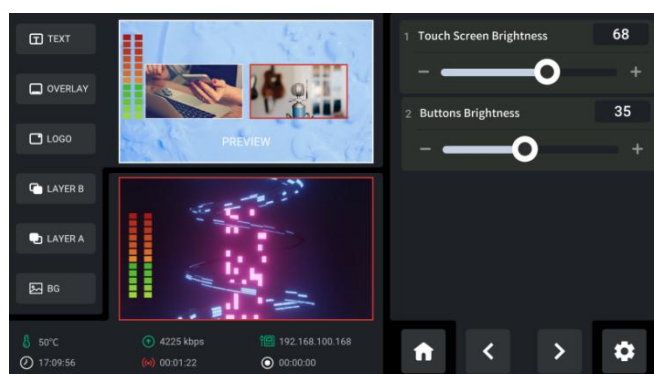 TEXT
OVERLAY
LOGO
LAYER B
LAYER A
BG
PREVIEW
50°C
4225 kbps
192.168.100.168
17:09:56
00:01:22
00:00:00
1 Touch Screen Brightness 68
2 Buttons Brightness 35